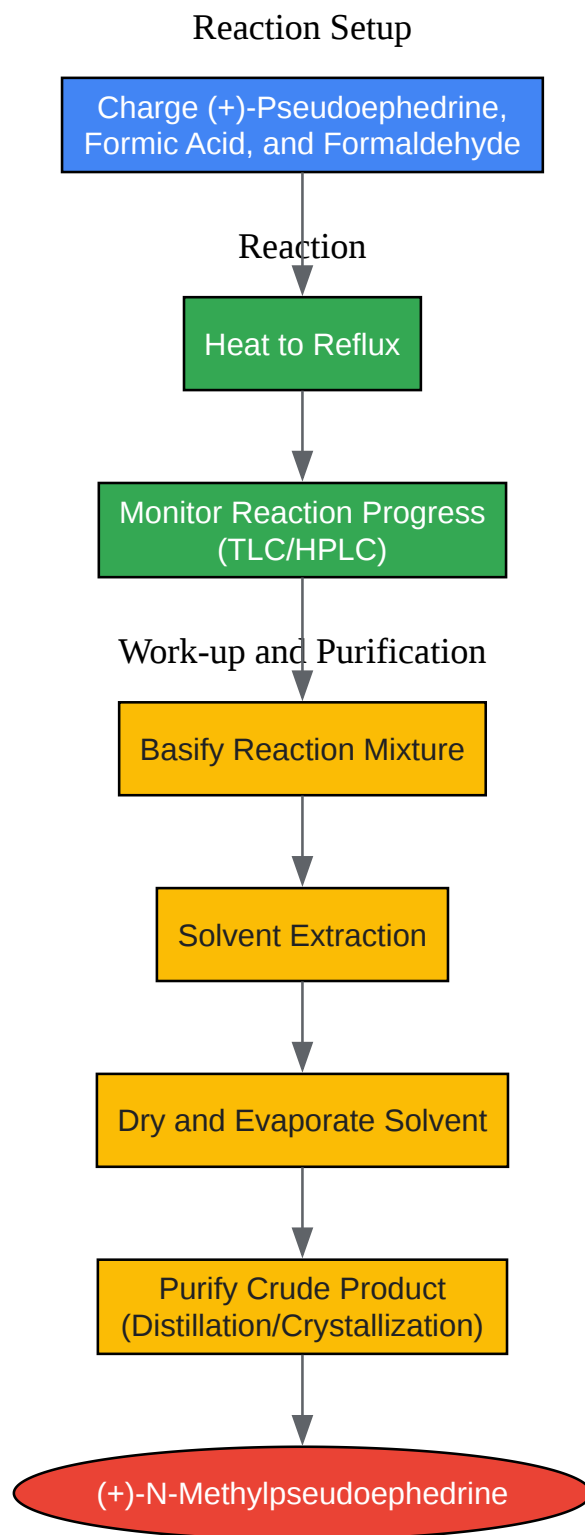 Reaction Setup
Charge (+)-Pseudoephedrine,
Formic Acid, and Formaldehyde
Reaction
Heat to Reflux
Monitor Reaction Progress
(TLC/HPLC)
Work-up and Purification
Basify Reaction Mixture
Solvent Extraction
Dry and Evaporate Solvent
Purify Crude Product
(Distillation/Crystallization)
(+)-N-Methylpseudoephedrine